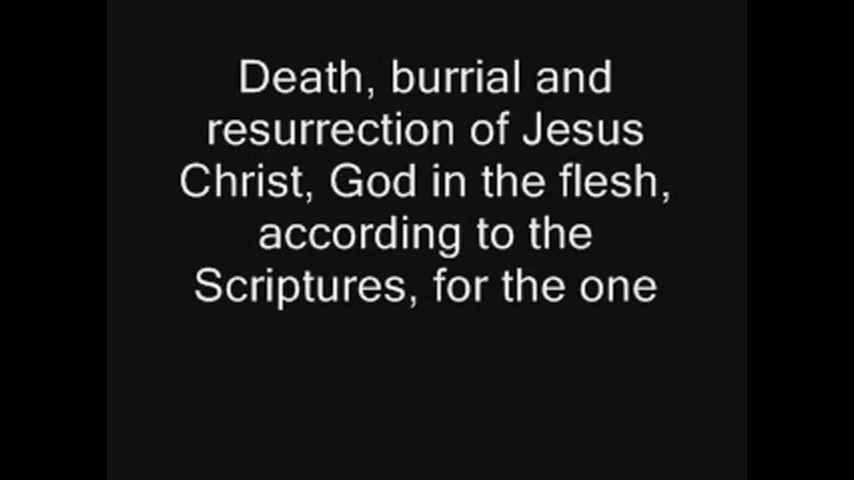 Death, burrial and
resurrection of Jesus
Christ, God in the flesh,
according to the
Scriptures, for the one